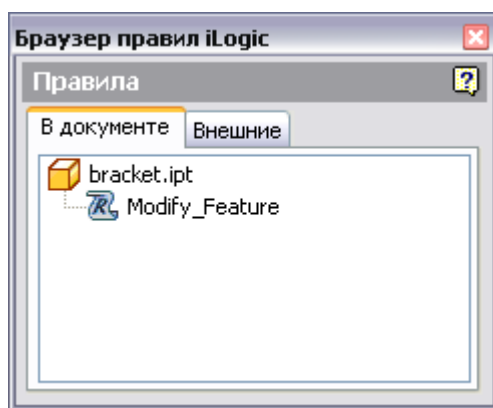 Браузер правил iLogic
Правила
В документе Внешние
bracket.ipt
Modify_Feature